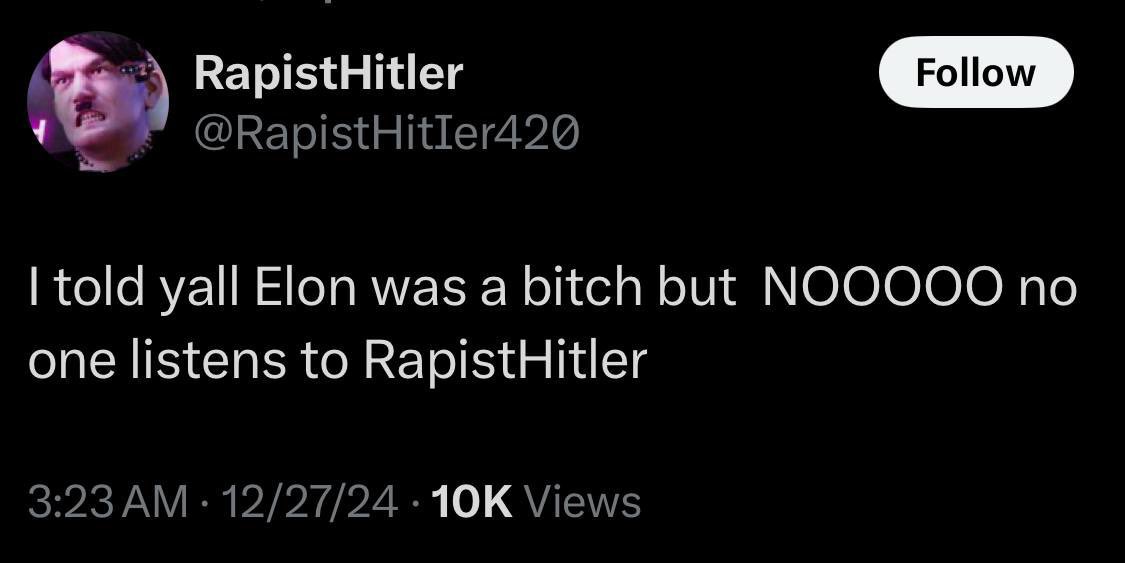 RapistHitler
Follow
@RapistHitIer420
I told yall Elon was a bitch but  NOOOOO no
one listens to RapistHitler
3:23 AM · 12/27/24 · 10K Views